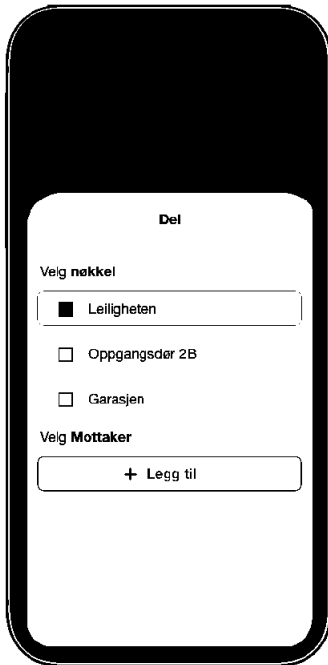 Del
Velg nøkkel
Leiligheten
Oppgangsdør 2B
Garasjen
Velg Mottaker
+ Legg til